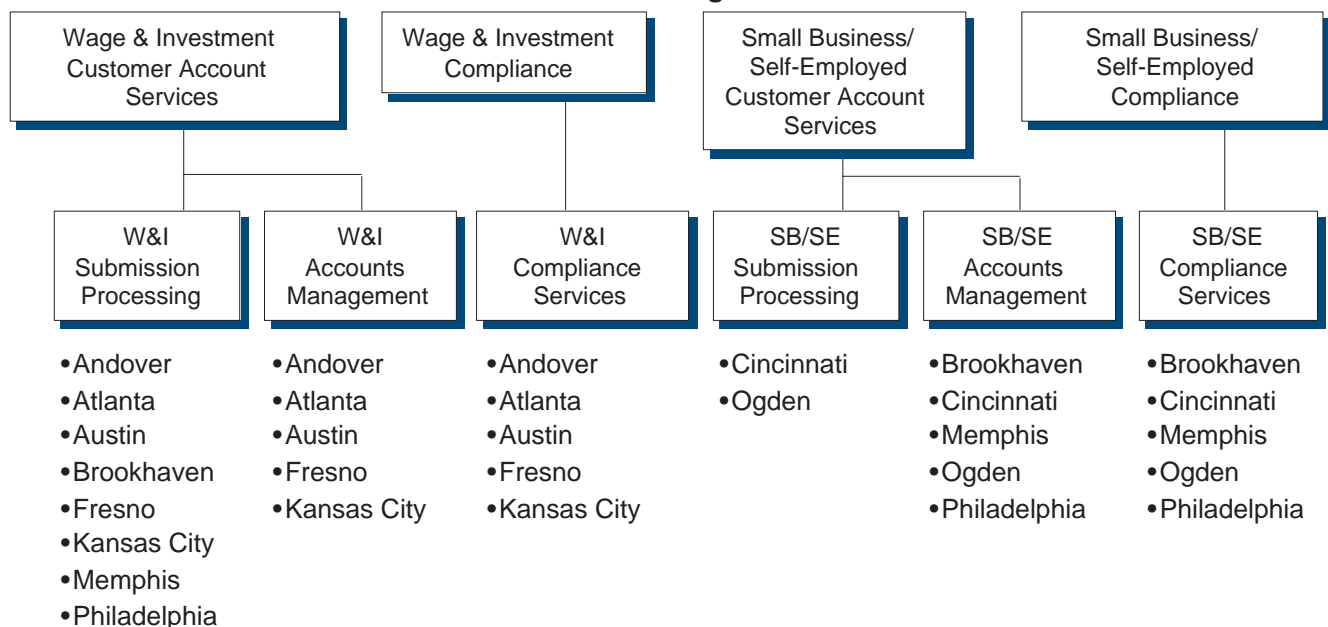 Wage & Investment
Customer Account
Services
Wage & Investment
Compliance
Small Business/
Self-Employed
Customer Account
Services
Small Business/
Self-Employed
Compliance
W&I
Submission
Processing
W&I
Accounts
Management
W&I
Compliance
Services
SB/SE
Submission
Processing
SB/SE
Accounts
Management
SB/SE
Compliance
Services
•Andover
•Atlanta
•Austin
•Brookhaven
•Fresno
•Kansas City
•Memphis
•Philadelphia
•Andover
•Atlanta
•Austin
•Fresno
•Kansas City
•Andover
•Atlanta
•Austin
•Fresno
•Kansas City
•Cincinnati
•Ogden
•Brookhaven
•Cincinnati
•Memphis
•Ogden
•Philadelphia
•Brookhaven
•Cincinnati
•Memphis
•Ogden
•Philadelphia